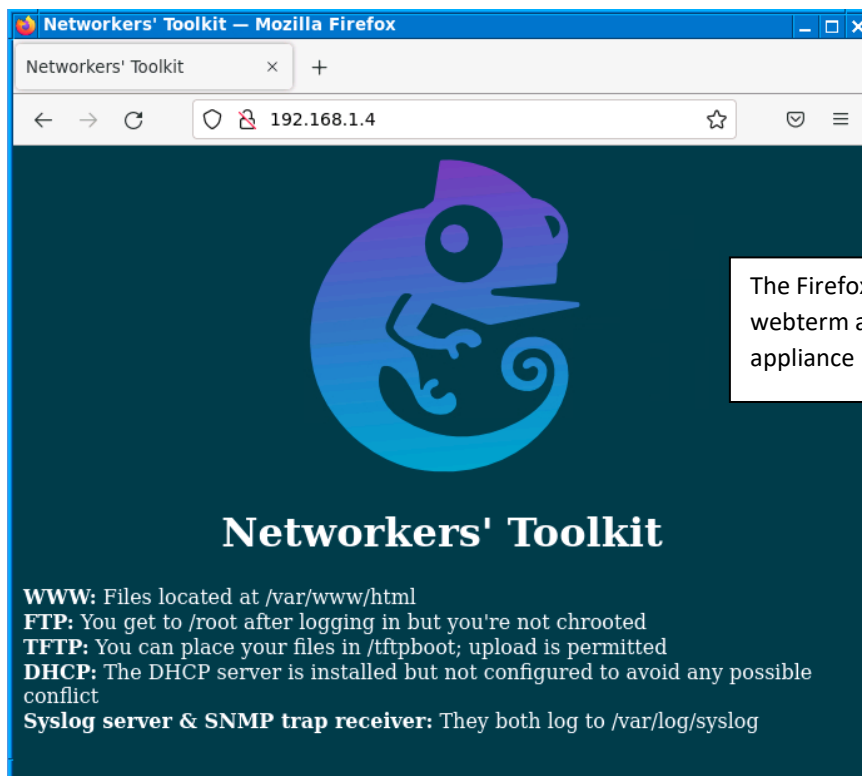 Networkers' Toolkit — Mozilla Firefox
Networkers' Toolkit
192.168.1.4
The Firefox
webterm a
appliance
Networkers' Toolkit
WWW: Files located at /var/www/html
FTP: You get to /root after logging in but you're not chrooted
TFTP: You can place your files in /tftpboot; upload is permitted
DHCP: The DHCP server is installed but not configured to avoid any possible
conflict
Syslog server & SNMP trap receiver: They both log to /var/log/syslog